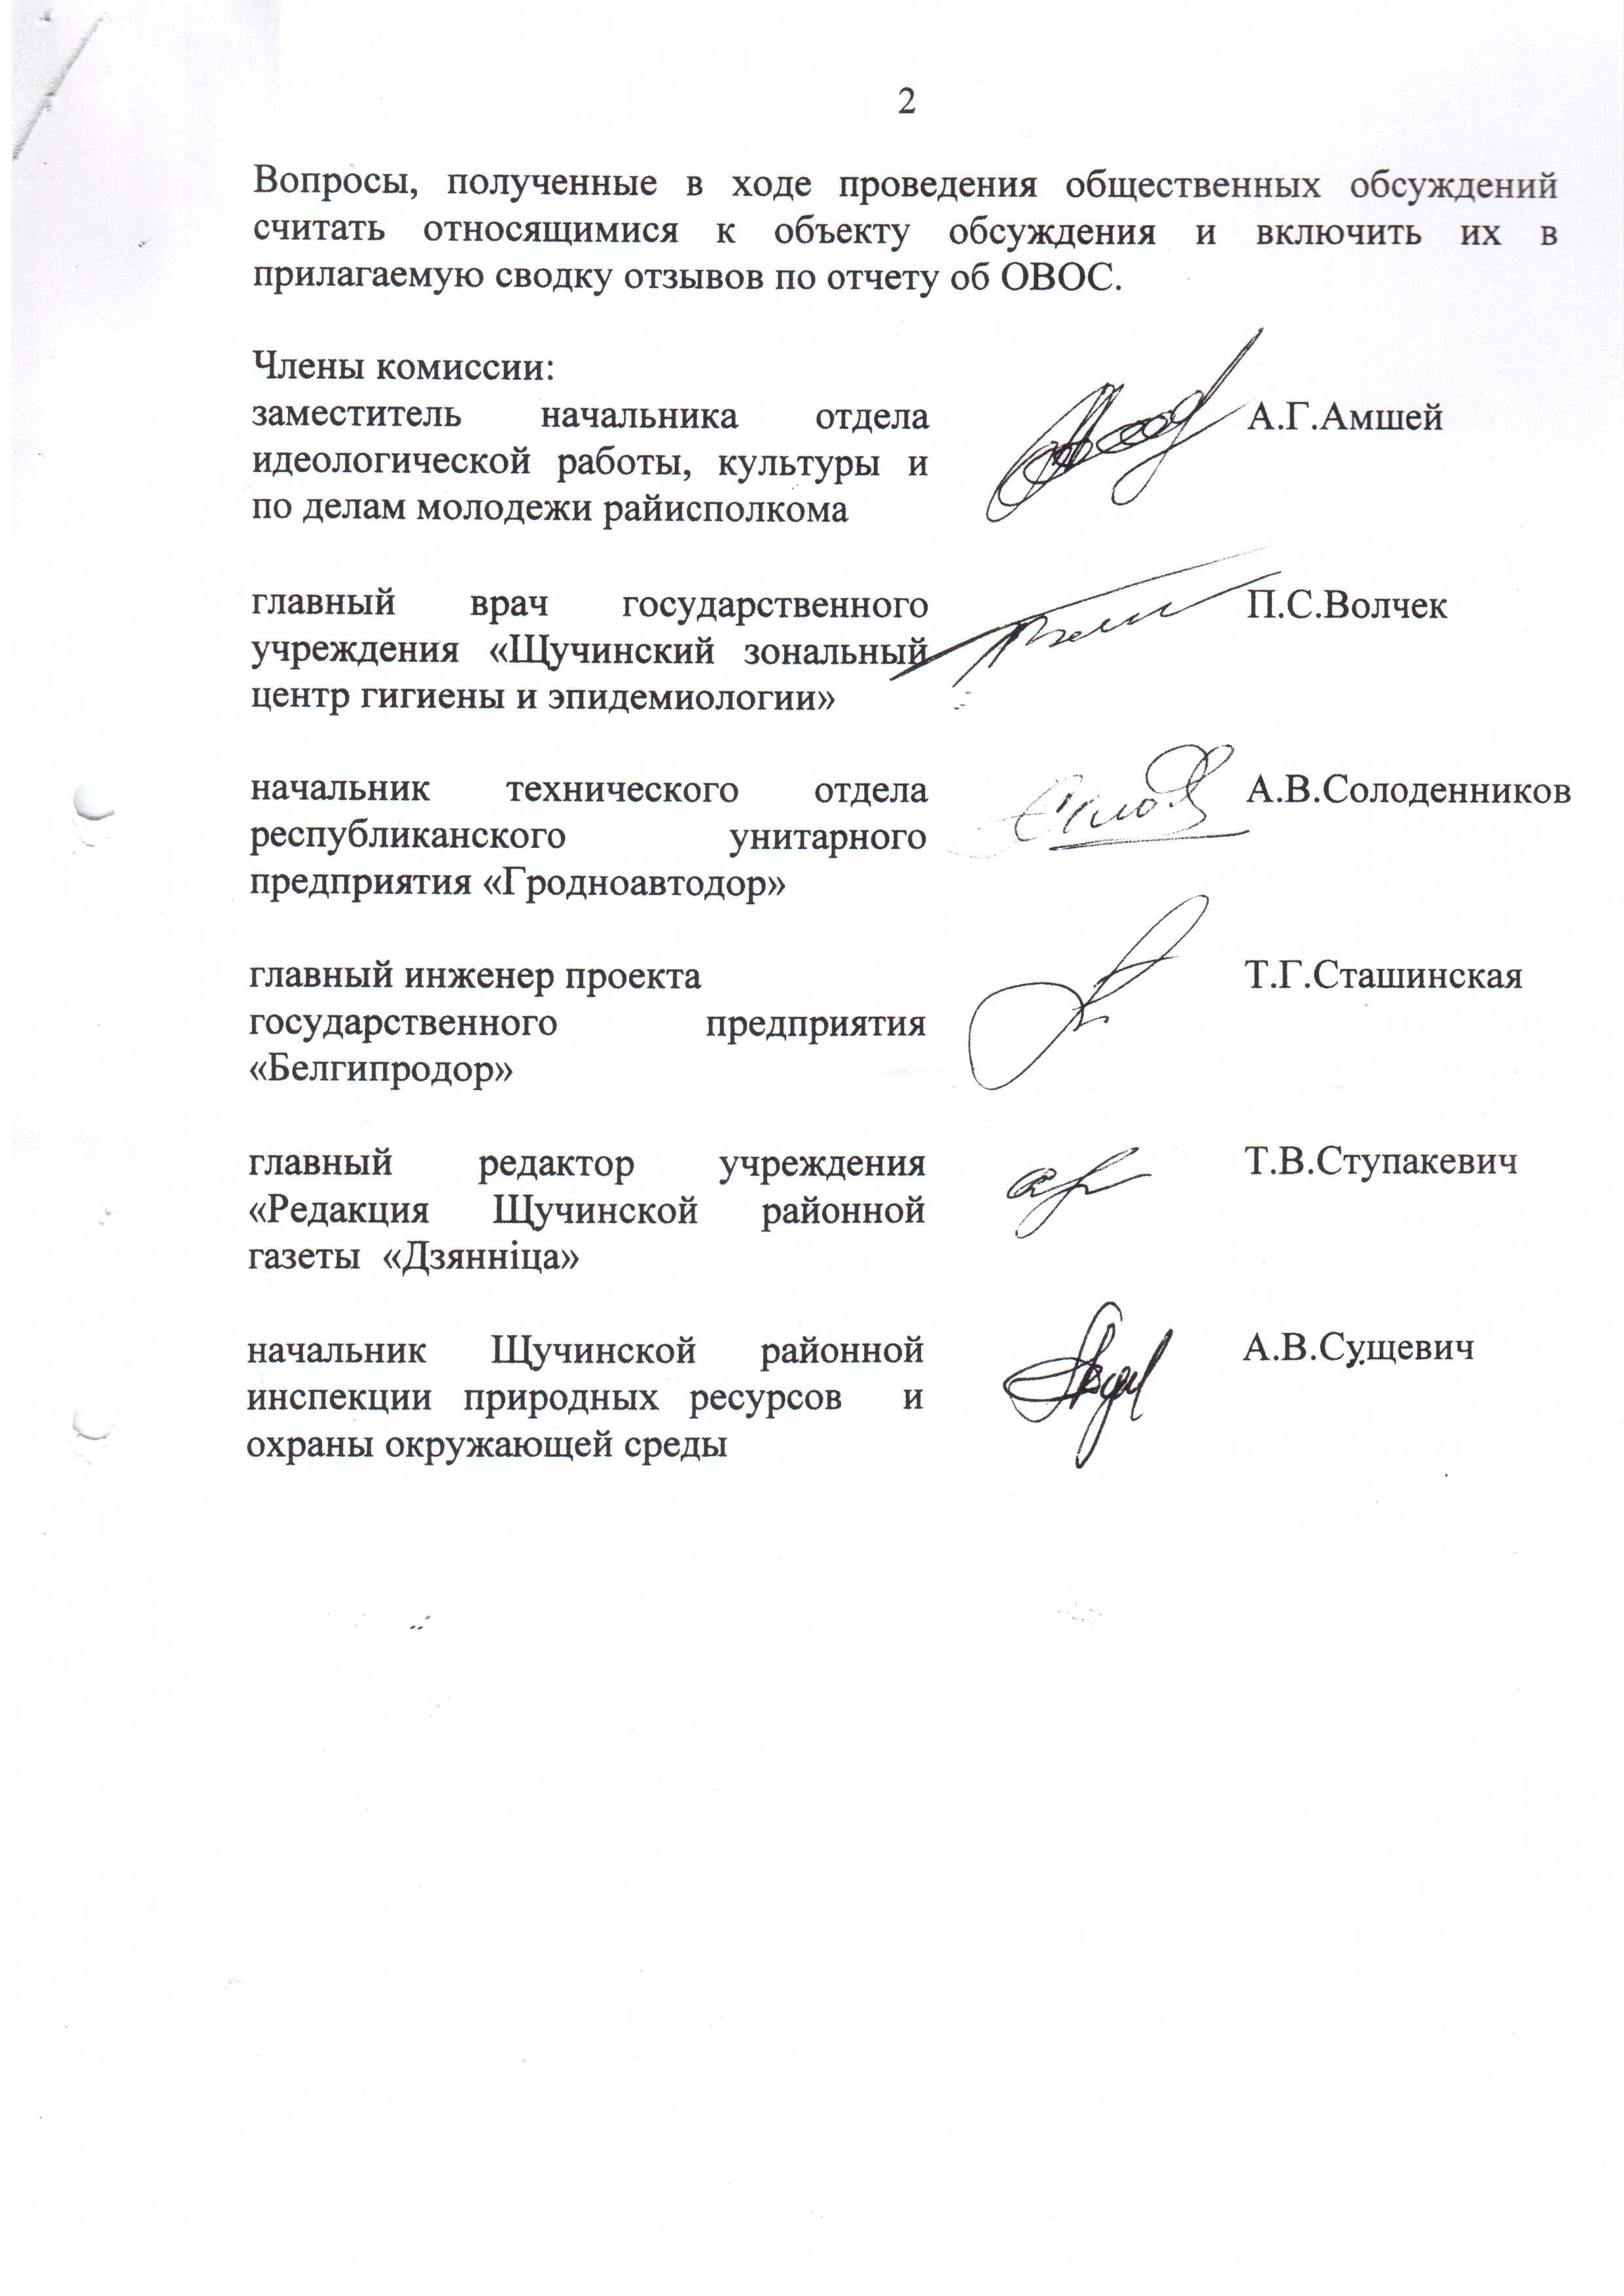 2
Вопросы, полученные в ходе проведения общественных обсуждений
считать относящимися к объекту обсуждения и включить их в
прилагаемую сводку отзывов по отчету об ОВОС.
Члены комиссии:
заместитель начальника отдела А.Г.Амшей
идеологической работы, культуры и
по делам молодежи райисполкома
главный врач государственного П.С.Волчек
учреждения «Щучинский зональный
центр гигиены и эпидемиологии»
начальник технического отдела А.В.Солоденников
республиканского унитарного
предприятия «Гродноавтодор»
главный инженер проекта Т.Г.Сташинская
государственного предприятия
«Белгипродор»
главный редактор учреждения Т.В.Ступакевич
«Редакция Щучинской районной
газеты «Дзянніца»
начальник Щучинской районной А.В.Сущевич
инспекции природных ресурсов и
охраны окружающей среды